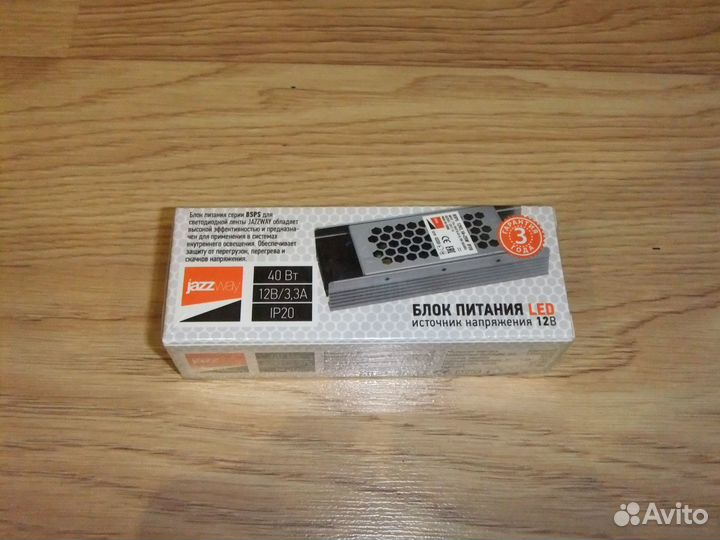 Блок питания серии BSPS для
светодиодной ленты JAZZWAY обладает
высокой эффективностью и предназна-
чен для применения в системах
внутреннего освещения. Обеспечивает
защиту от перегрузок, перегрева и
скачков напряжения.
jazzway
40 Вт
12В/3,3А
IP20
ГАРАНТИЯ
3
ГОДА
БЛОК ПИТАНИЯ LED
ИСТОЧНИК НАПРЯЖЕНИЯ 12В
Avito